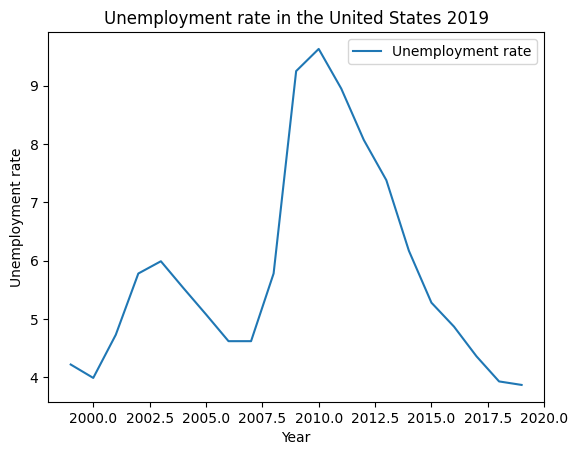 Unemployment rate in the United States 2019
Unemployment rate
Unemployment rate
9
8
7
6
5
4
2000.0 2002.5 2005.0 2007.5 2010.0 2012.5 2015.0 2017.5 2020.0
Year